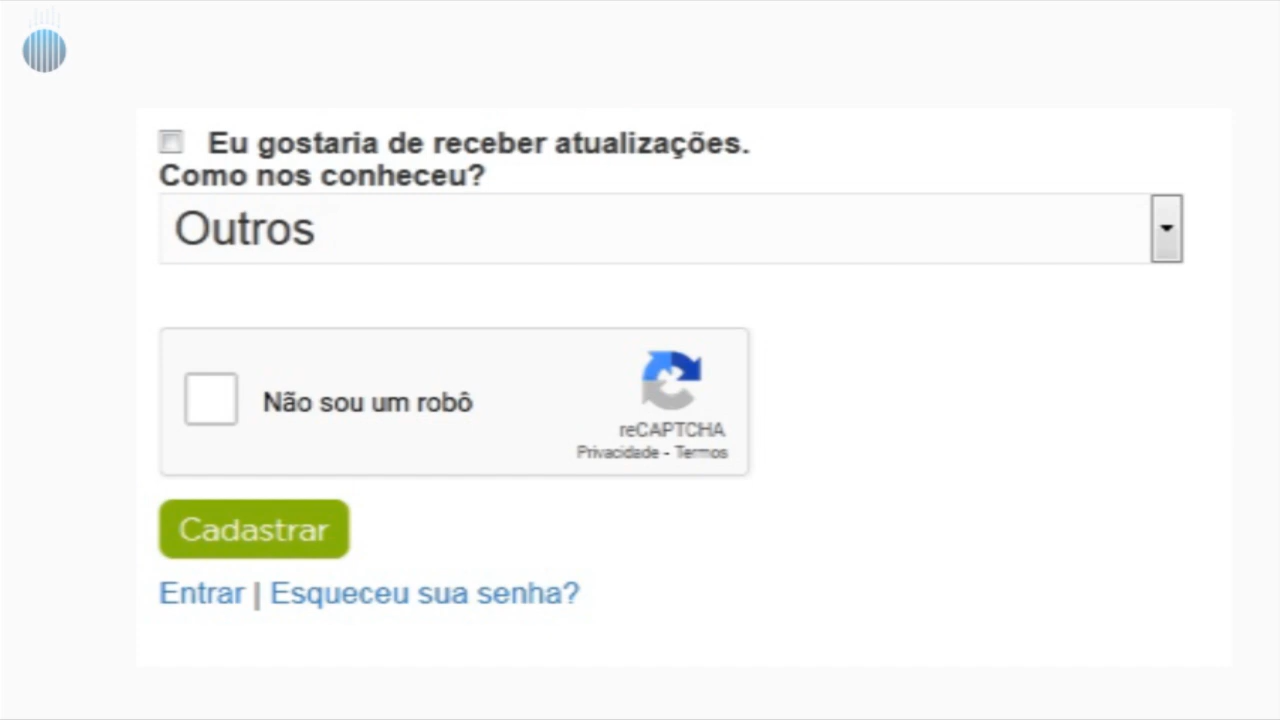 Eu gostaria de receber atualizações.
Como nos conheceu?
Outros
Não sou um robô
reCAPTCHA
Privacidade - Termos
Cadastrar
Entrar | Esqueceu sua senha?